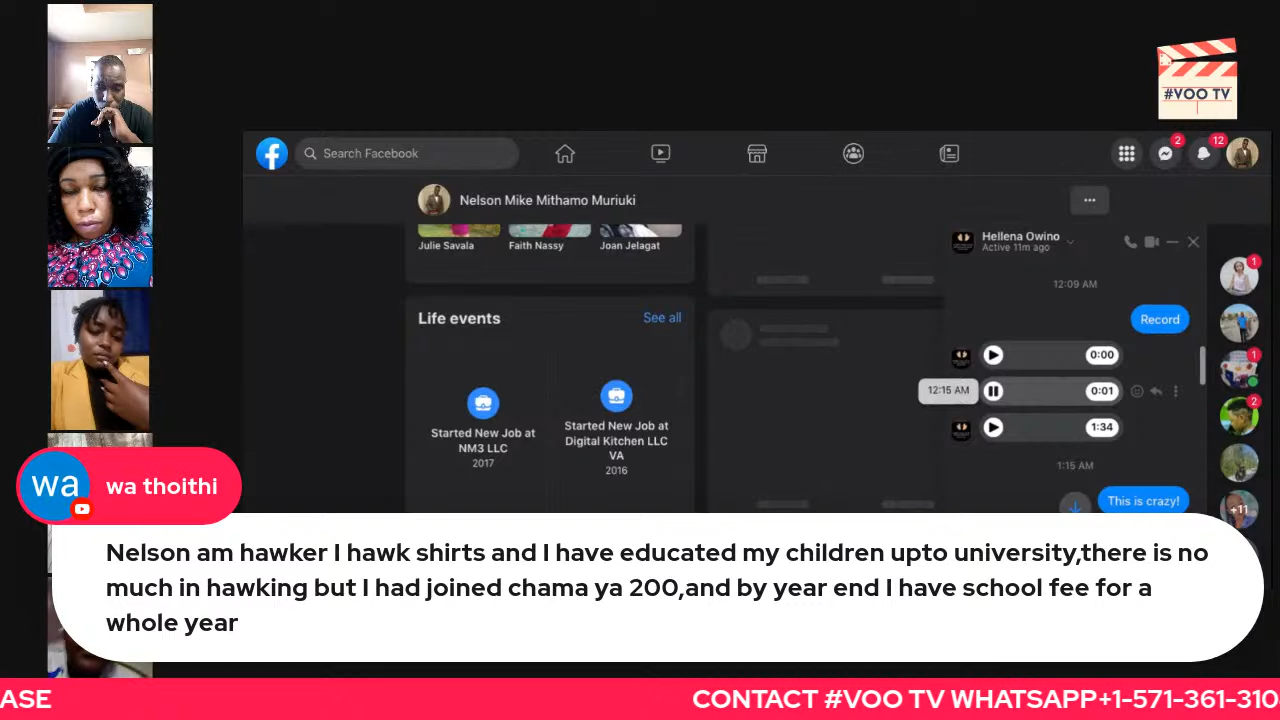 #VOO TV
Search Facebook
2
12
Nelson Mike Mithamo Muriuki
...
Julie Savala
Faith Nassy
Joan Jelagat
Hellena Owino
Active 11m ago
12:09 AM
Record
0:00
12:15 AM
0:01
1:34
1:15 AM
This is crazy!
1
1
2
+11
Life events
See all
Started New Job at
NM3 LLC
2017
Started New Job at
Digital Kitchen LLC
VA
2016
wa
wa thoithi
Nelson am hawker I hawk shirts and I have educated my children upto university,there is no
much in hawking but I had joined chama ya 200,and by year end I have school fee for a
whole year
ASE
CONTACT #VOO TV WHATSAPP+1-571-361-310